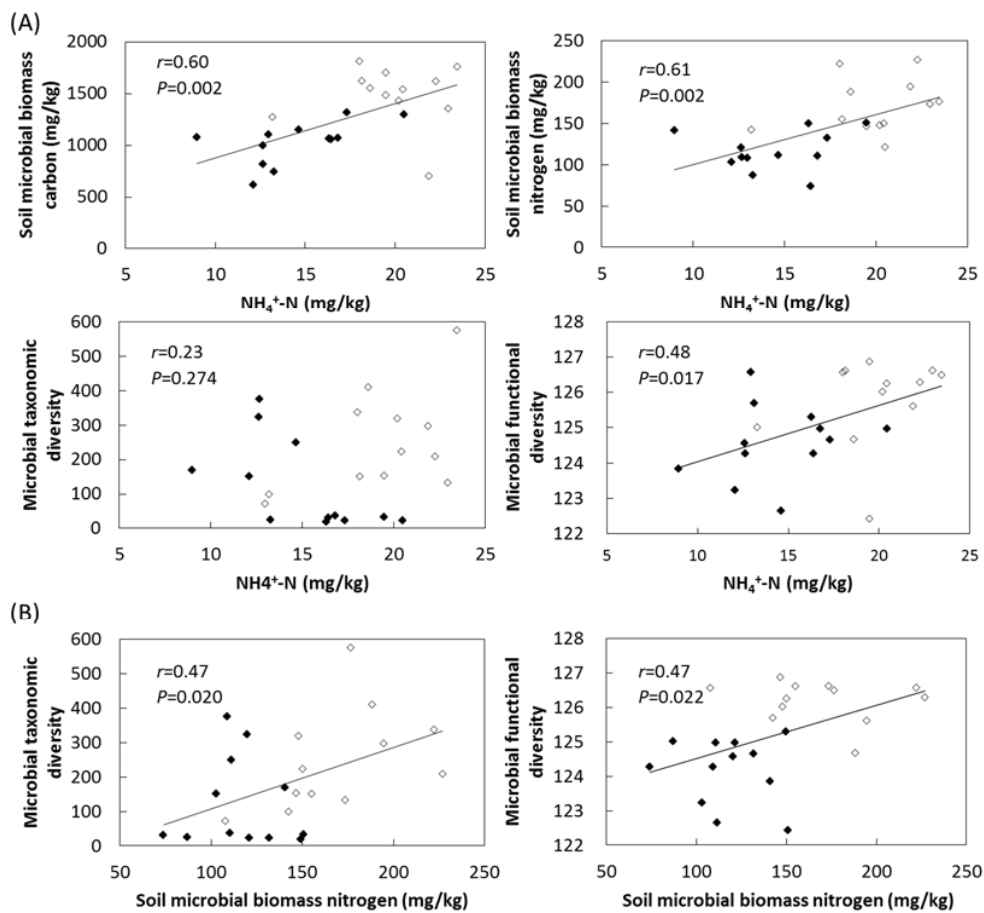 (A)
Soil microbial biomass
carbon (mg/kg)
2000
1500
1000
500
0
r=0.60
P=0.002
5 10 15 20 25
NH₄⁺-N (mg/kg)
Soil microbial biomass
nitrogen (mg/kg)
250
200
150
100
50
0
r=0.61
P=0.002
5 10 15 20 25
NH₄⁺-N (mg/kg)
Microbial taxonomic
diversity
600
500
400
300
200
100
0
r=0.23
P=0.274
5 10 15 20 25
NH4⁺-N (mg/kg)
Microbial functional
diversity
128
127
126
125
124
123
122
r=0.48
P=0.017
5 10 15 20 25
NH₄⁺-N (mg/kg)
(B)
Microbial taxonomic
diversity
600
500
400
300
200
100
0
r=0.47
P=0.020
50 100 150 200 250
Soil microbial biomass nitrogen (mg/kg)
Microbial functional
diversity
128
127
126
125
124
123
122
r=0.47
P=0.022
50 100 150 200 250
Soil microbial biomass nitrogen (mg/kg)